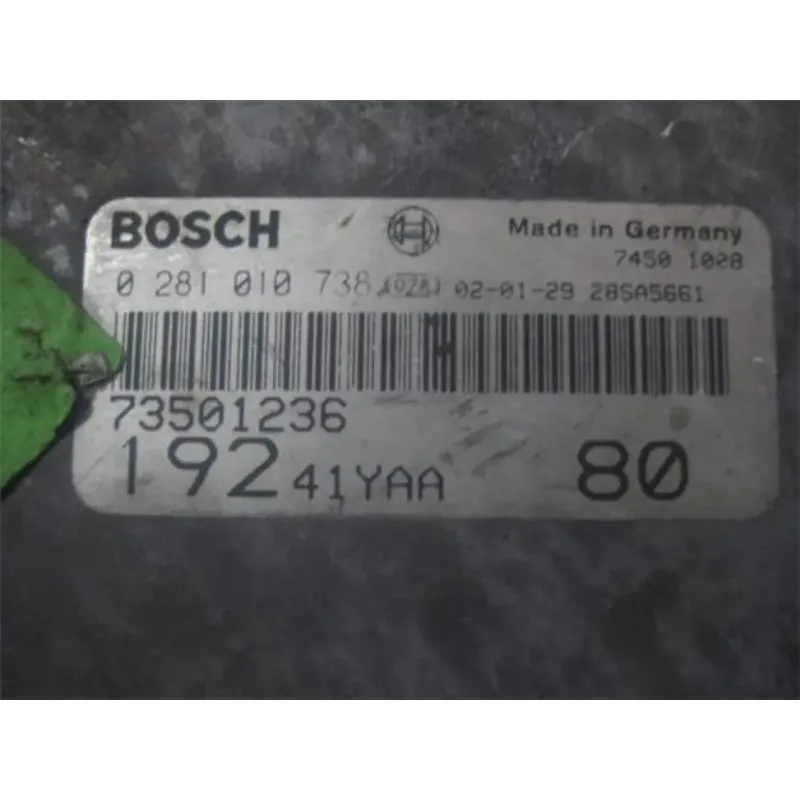 BOSCH
Made in Germany
7450 1008
0 281 010 738 02-01-29 28SA5661
73501236
192 41YAA 80